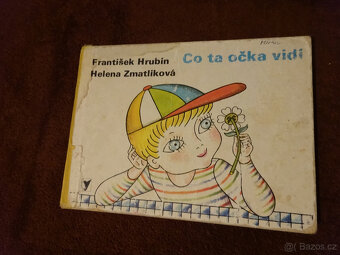 František Hrubín
Helena Zmatlíková
Co ta očka vidí
Bazos.cz